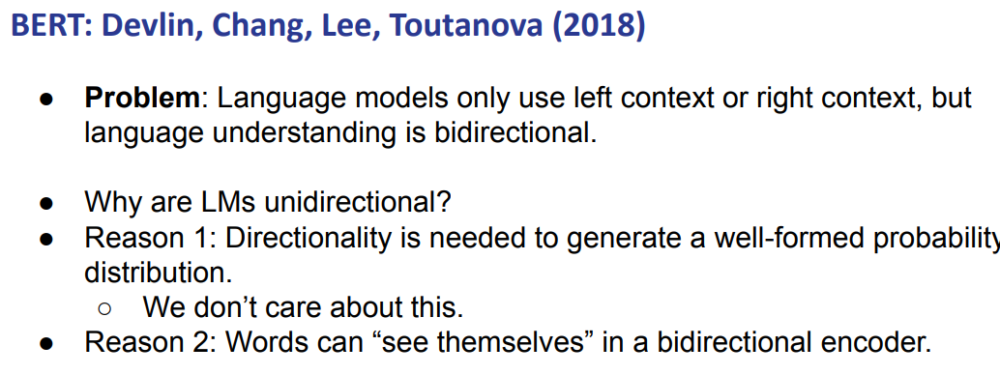 BERT: Devlin, Chang, Lee, Toutanova (2018)
● Problem: Language models only use left context or right context, but
language understanding is bidirectional.
● Why are LMs unidirectional?
● Reason 1: Directionality is needed to generate a well-formed probability
distribution.
○ We don’t care about this.
● Reason 2: Words can “see themselves” in a bidirectional encoder.